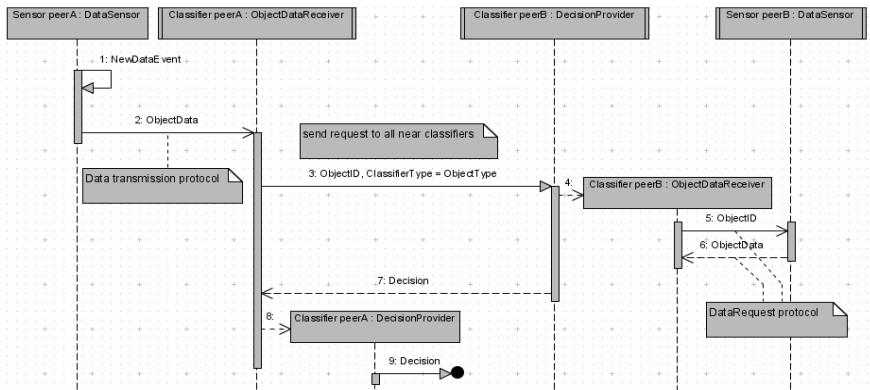 Sensor peerA : DataSensor
Classifier peerA : ObjectDataReceiver
Classifier peerB : DecisionProvider
Sensor peerB : DataSensor
1: NewDataEvent
2: ObjectData
send request to all near classifiers
Data transmission protocol
3: ObjectID, ClassifierType = ObjectType
4:
Classifier peerB : ObjectDataReceiver
5: ObjectID
6: ObjectData
7: Decision
DataRequest protocol
8:
Classifier peerA : DecisionProvider
9: Decision